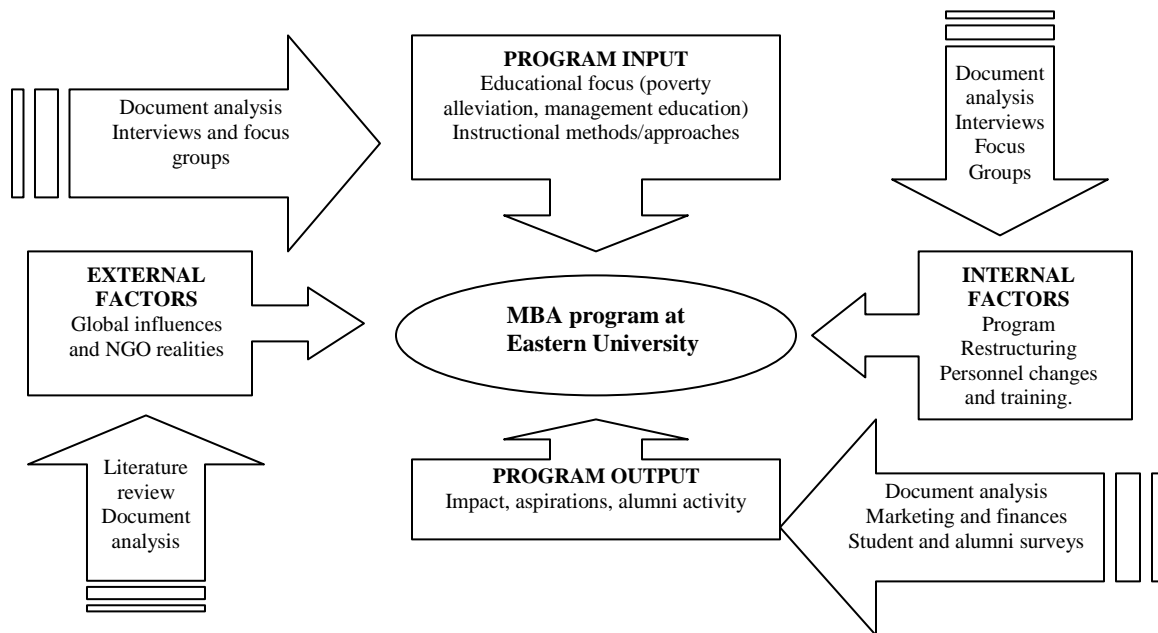 PROGRAM INPUT
Educational focus (poverty
alleviation, management education)
Instructional methods/approaches
Document analysis
Interviews and focus
groups
Document
analysis
Interviews
Focus
Groups
EXTERNAL
FACTORS
Global influences
and NGO realities
MBA program at
Eastern University
INTERNAL
FACTORS
Program
Restructuring
Personnel changes
and training.
Literature
review
Document
analysis
PROGRAM OUTPUT
Impact, aspirations, alumni activity
Document analysis
Marketing and finances
Student and alumni surveys